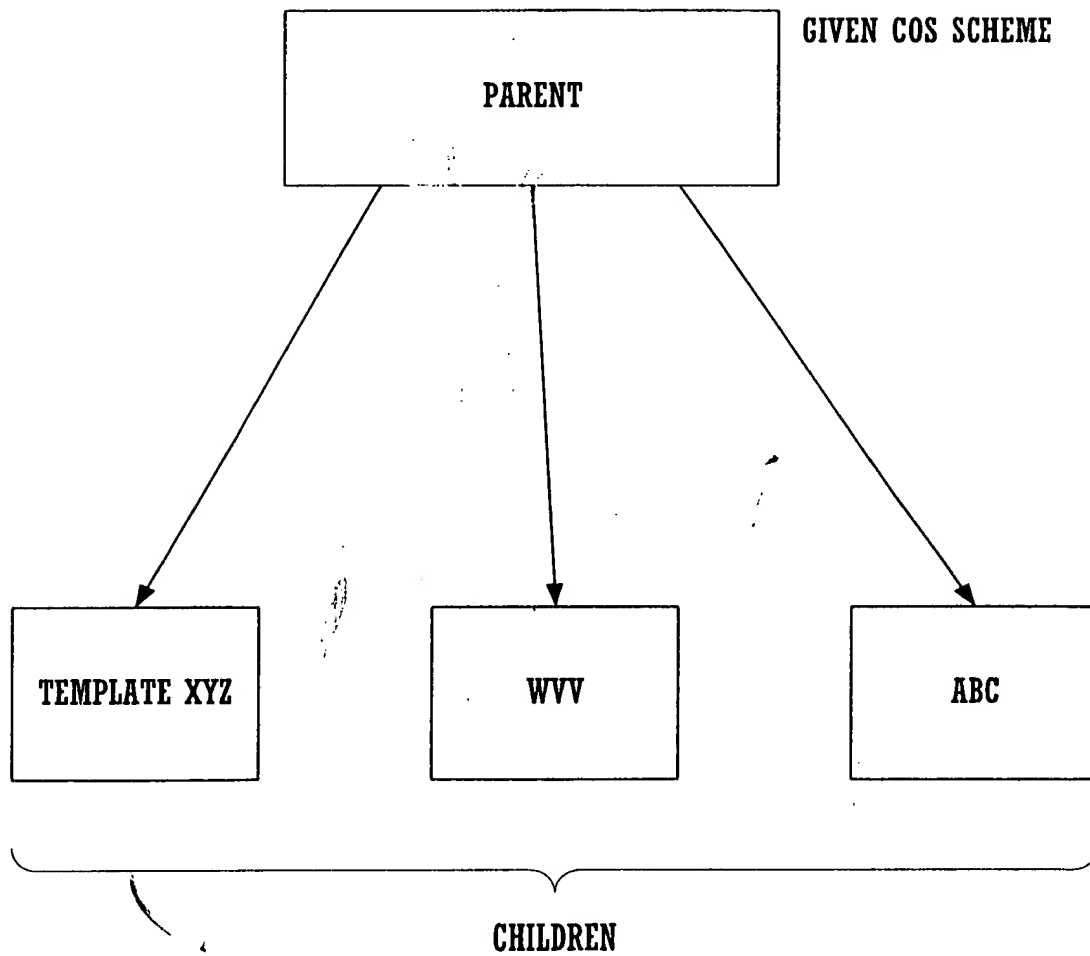 GIVEN COS SCHEME
PARENT
TEMPLATE XYZ
WVV
ABC
CHILDREN